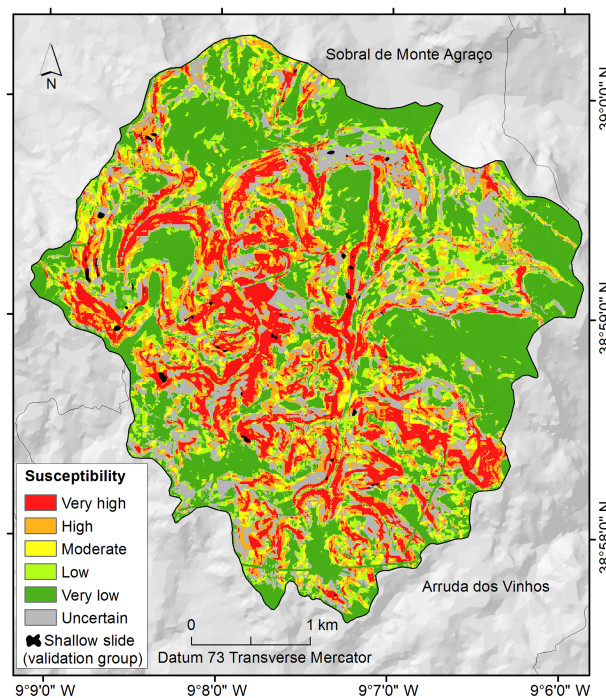 Sobral de Monte Agraço
N
39°0'0" N
38°59'0" N
38°58'0" N
Susceptibility
Very high
High
Moderate
Low
Very low
Uncertain
Shallow slide
(validation group)
Arruda dos Vinhos
0 1 km
Datum 73 Transverse Mercator
9°9'0" W 9°8'0" W 9°7'0" W 9°6'0" W